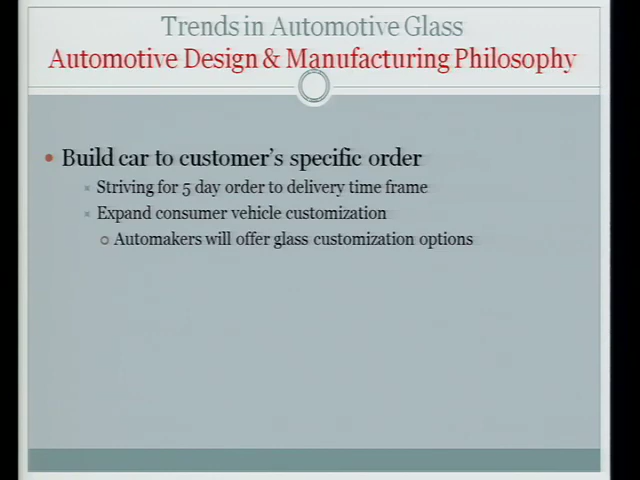 Trends in Automotive Glass
Automotive Design & Manufacturing Philosophy
Build car to customer's specific order
Striving for 5 day order to delivery time frame
Expand consumer vehicle customization
Automakers will offer glass customization options